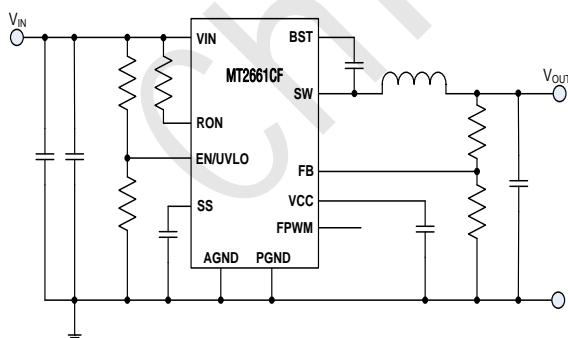 VIN
VIN
BST
MT2661CF
SW
VOUT
RON
EN/UVLO
FB
SS
VCC
FPWM
AGND
PGND